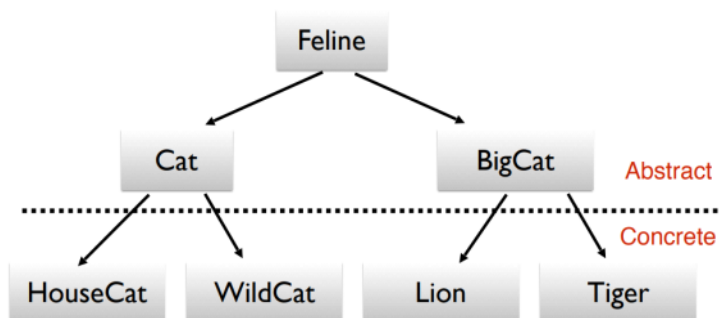 Feline
Cat
BigCat
Abstract
Concrete
HouseCat
WildCat
Lion
Tiger